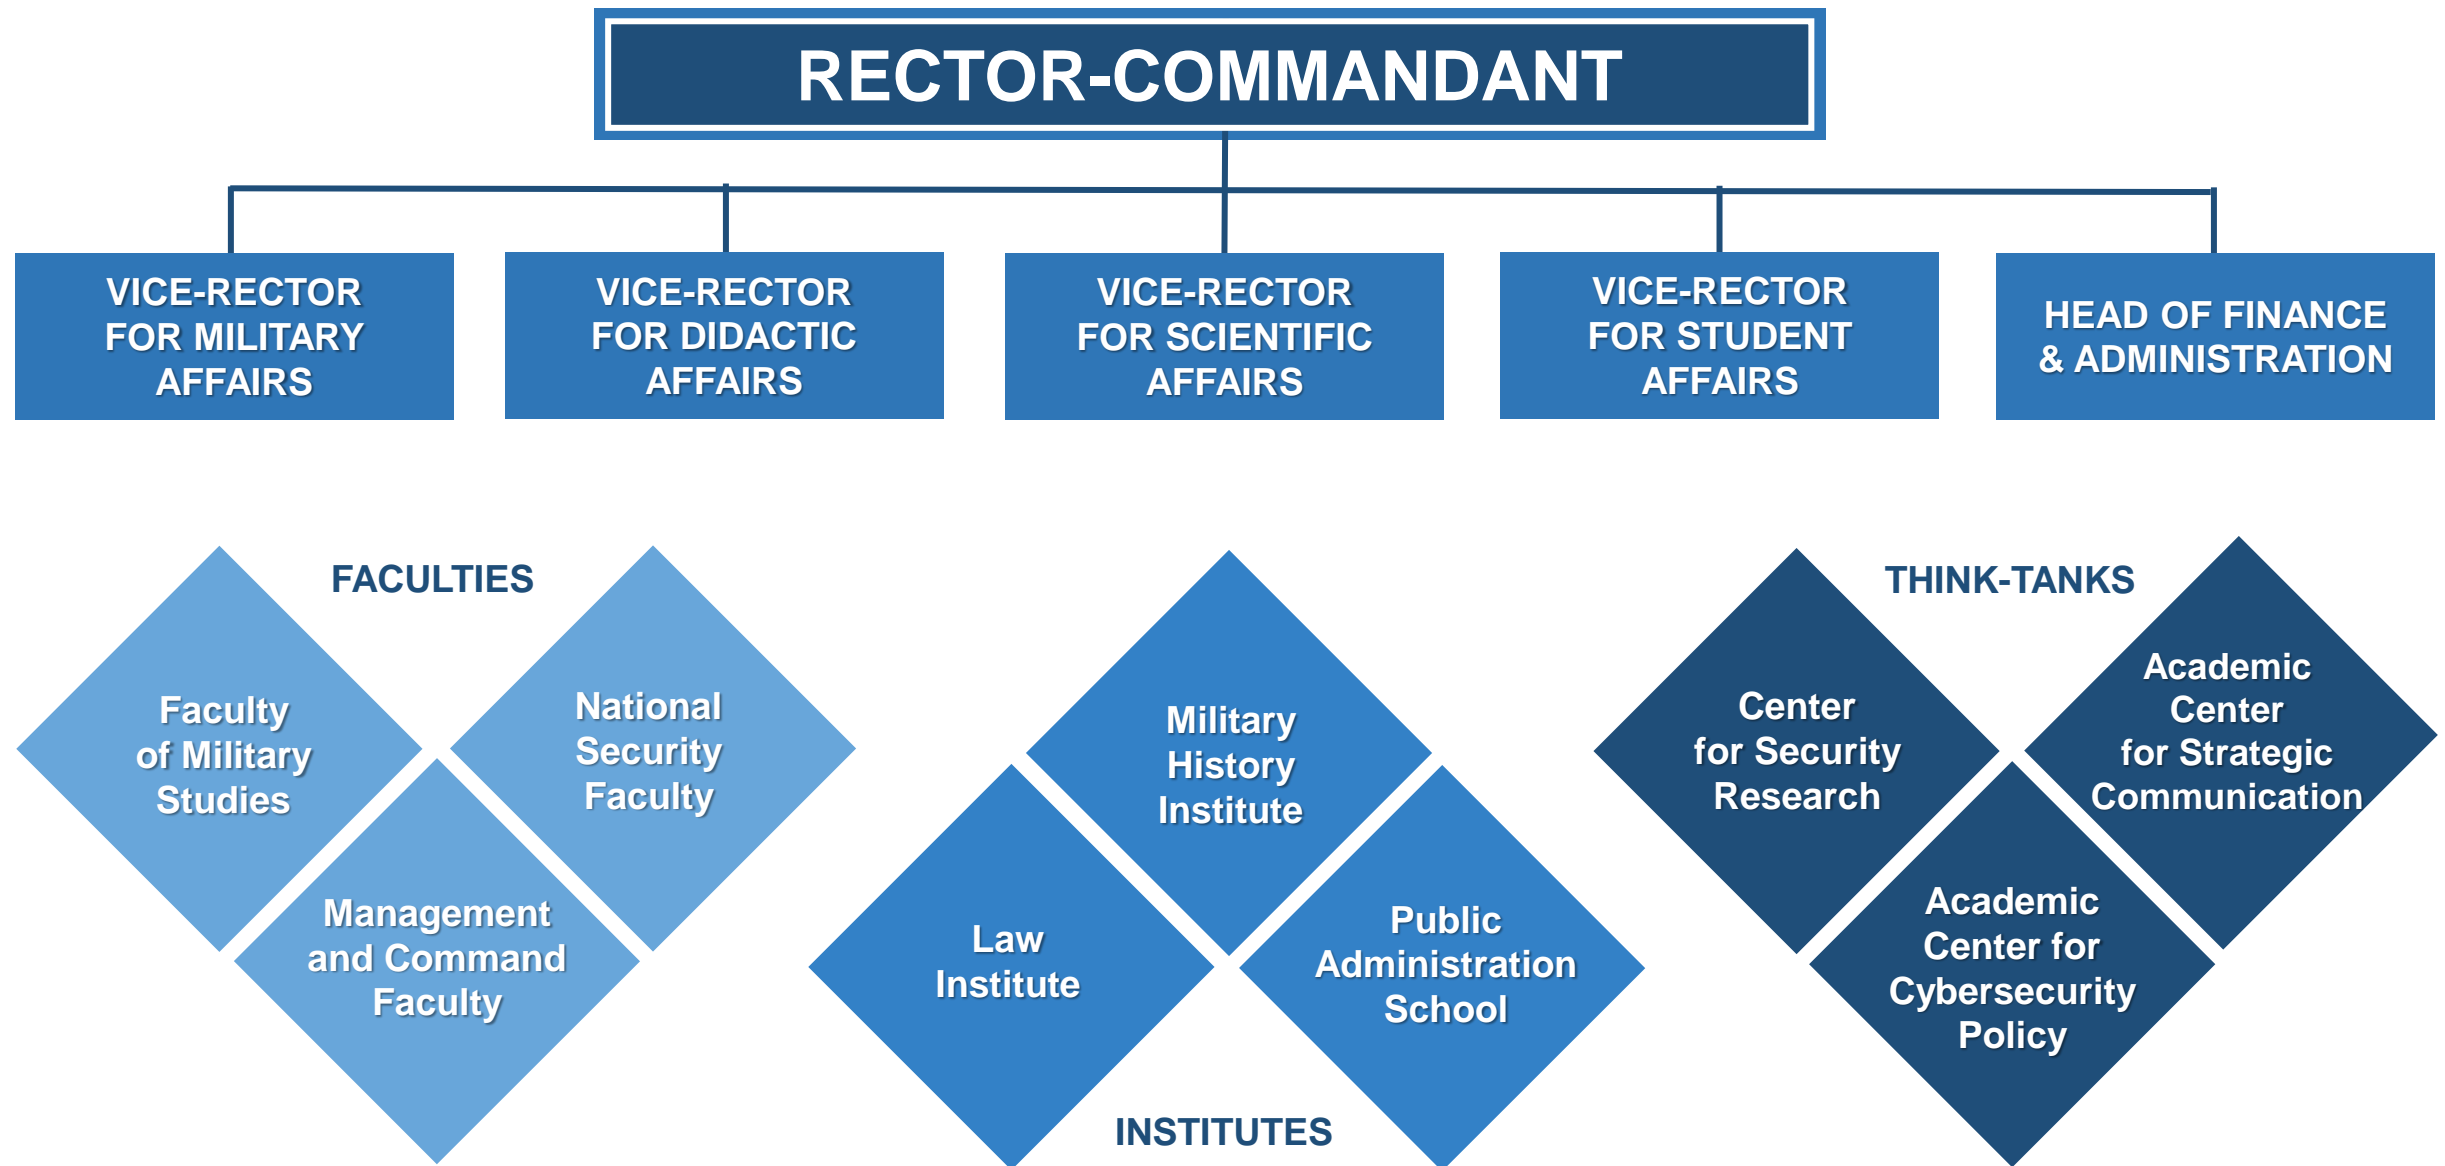 RECTOR-COMMANDANT
VICE-RECTOR
FOR MILITARY
AFFAIRS
VICE-RECTOR
FOR DIDACTIC
AFFAIRS
VICE-RECTOR
FOR SCIENTIFIC
AFFAIRS
VICE-RECTOR
FOR STUDENT
AFFAIRS
HEAD OF FINANCE
& ADMINISTRATION
FACULTIES
Faculty
of Military
Studies
National
Security
Faculty
Management
and Command
Faculty
Military
History
Institute
Law
Institute
Public
Administration
School
INSTITUTES
THINK-TANKS
Center
for Security
Research
Academic
Center
for Strategic
Communication
Academic
Center for
Cybersecurity
Policy